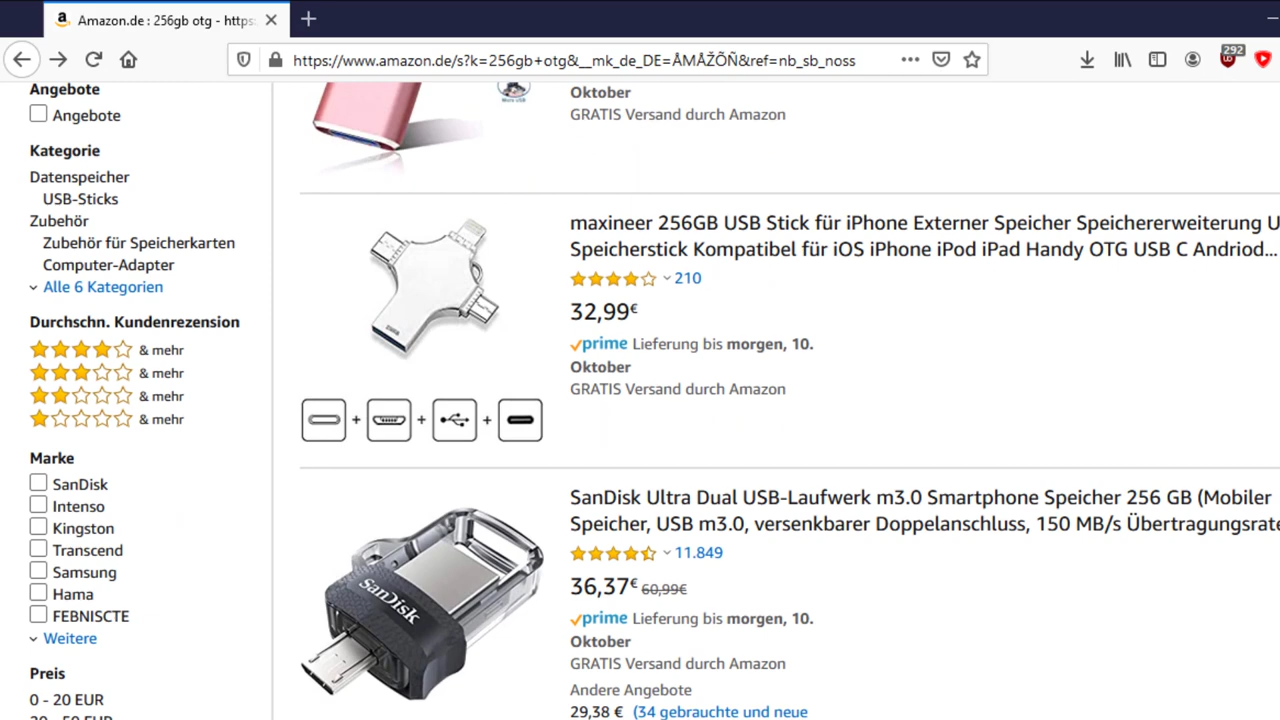 Amazon.de : 256gb otg - https:
292
https://www.amazon.de/s?k=256gb+otg&__mk_de_DE=ÅMÅŽÕÑ&ref=nb_sb_noss
Angebote
Angebote
Kategorie
Datenspeicher
USB-Sticks
Zubehör
Zubehör für Speicherkarten
Computer-Adapter
Alle 6 Kategorien
Durchschn. Kundenrezension
& mehr
& mehr
& mehr
& mehr
Marke
SanDisk
Intenso
Kingston
Transcend
Samsung
Hama
FEBNISCTE
Weitere
Preis
0 - 20 EUR
20 - 50 EUR
Oktober
GRATIS Versand durch Amazon
maxineer 256GB USB Stick für iPhone Externer Speicher Speichererweiterung U
Speicherstick Kompatibel für iOS iPhone iPod iPad Handy OTG USB C Andriod...
210
32,99€
prime Lieferung bis morgen, 10.
Oktober
GRATIS Versand durch Amazon
SanDisk
SanDisk Ultra Dual USB-Laufwerk m3.0 Smartphone Speicher 256 GB (Mobiler
Speicher, USB m3.0, versenkbarer Doppelanschluss, 150 MB/s Übertragungsrate
11.849
36,37€ 60,99€
prime Lieferung bis morgen, 10.
Oktober
GRATIS Versand durch Amazon
Andere Angebote
29,38 € (34 gebrauchte und neue